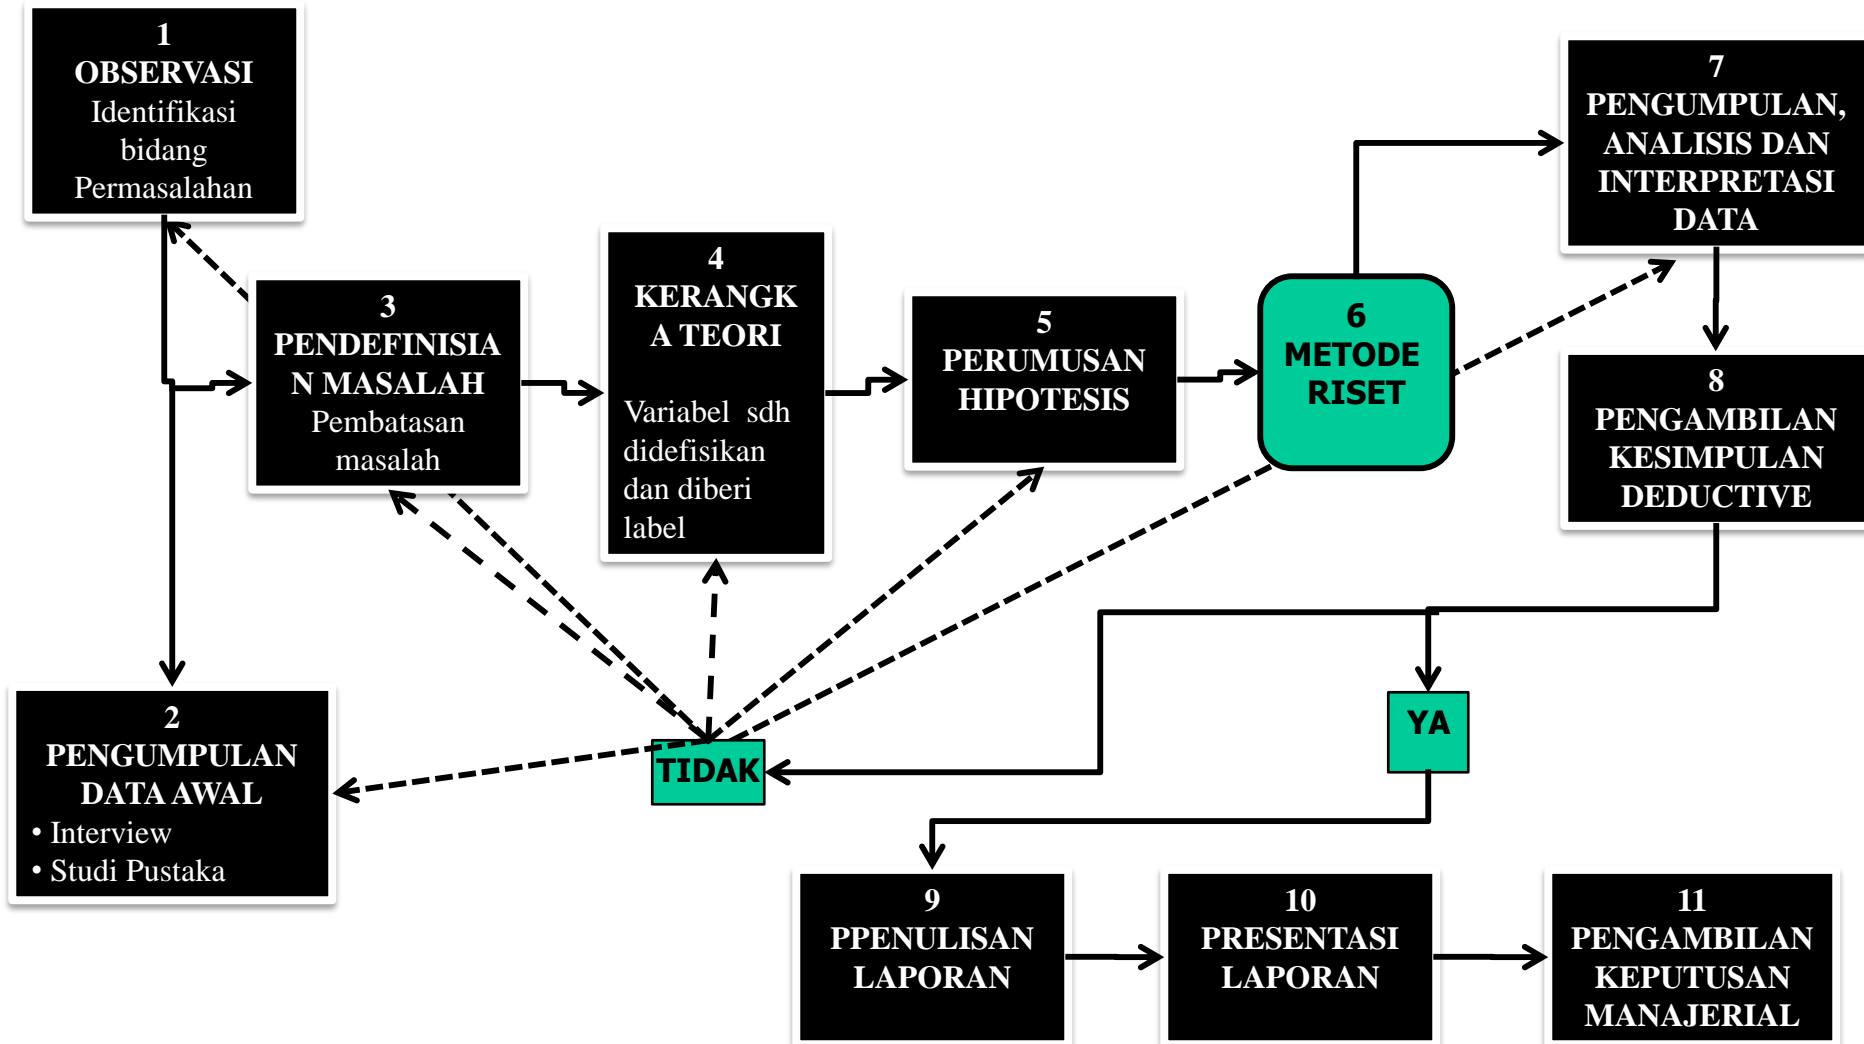 1
OBSERVASI
Identifikasi
bidang
Permasalahan
2
PENGUMPULAN
DATA AWAL
• Interview
• Studi Pustaka
3
PENDEFINISIA
N MASALAH
Pembatasan
masalah
4
KERANGK
A TEORI
Variabel sdh
didefisikan
dan diberi
label
5
PERUMUSAN
HIPOTESIS
6
METODE
RISET
7
PENGUMPULAN,
ANALISIS DAN
INTERPRETASI
DATA
8
PENGAMBILAN
KESIMPULAN
DEDUCTIVE
TIDAK
YA
9
PPENULISAN
LAPORAN
10
PRESENTASI
LAPORAN
11
PENGAMBILAN
KEPUTUSAN
MANAJERIAL